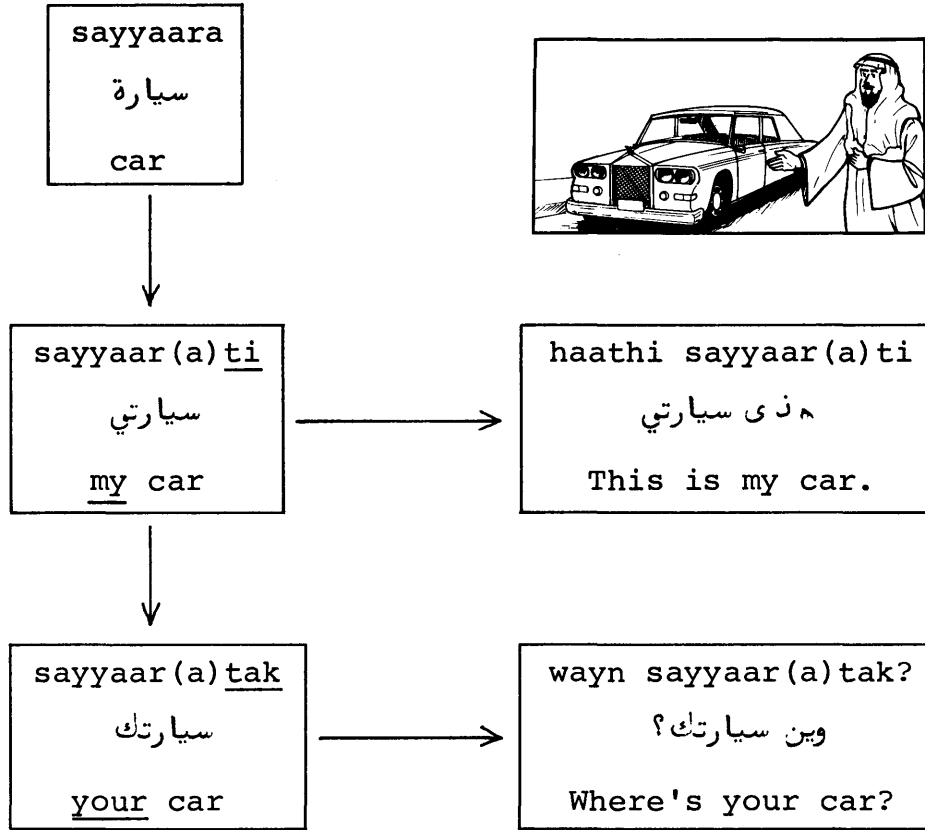 sayyaara
سيارة
car
sayyaar(a)ti
سيارتي
my car
haathi sayyaar(a)ti
هذى سيارتي
This is my car.
sayyaar(a)tak
سيارتك
your car
wayn sayyaar(a)tak?
وين سيارتك؟
Where's your car?